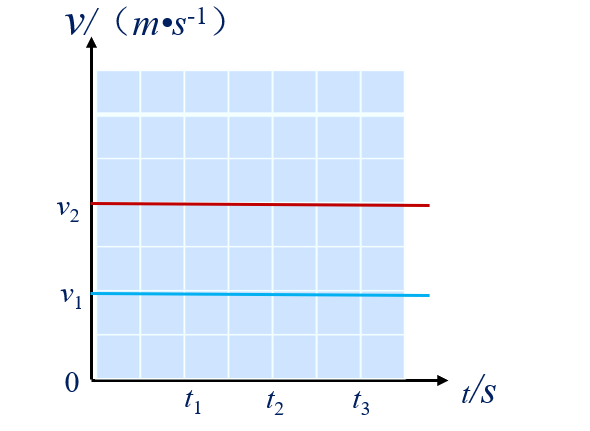 v/（m•s-1）
v2
v1
0
t1 t2 t3
t/s